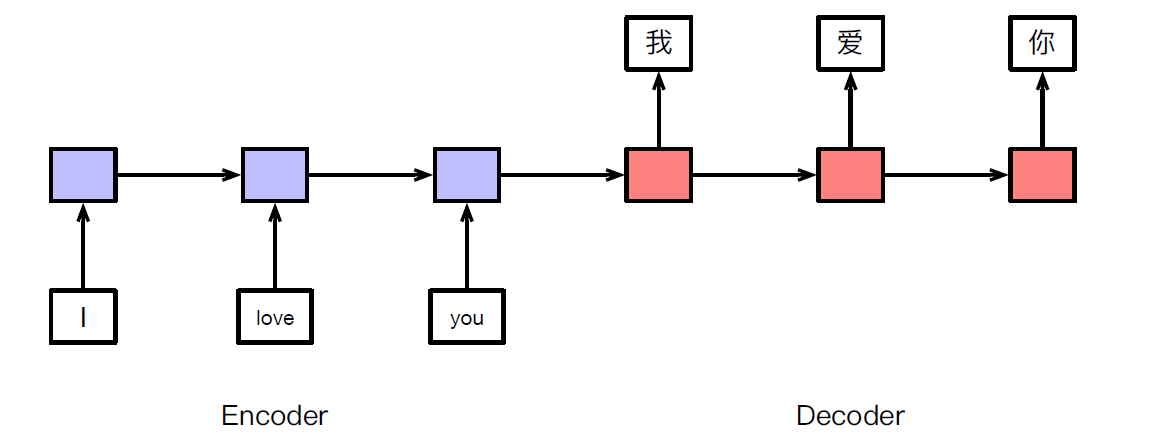 我 爱 你
I love you
Encoder Decoder